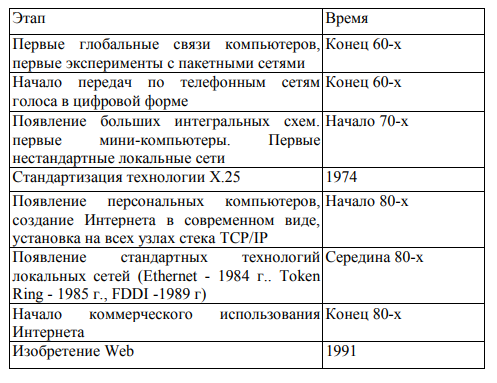 Этап Время
Первые глобальные связи компьютеров, Конец 60-х
первые эксперименты с пакетными сетями
Начало передач по телефонным сетям Конец 60-х
голоса в цифровой форме
Появление больших интегральных схем. Начало 70-х
первые мини-компьютеры. Первые
нестандартные локальные сети
Стандартизация технологии X.25 1974
Появление персональных компьютеров, Начало 80-х
создание Интернета в современном виде,
установка на всех узлах стека TCP/IP
Появление стандартных технологий Середина 80-х
локальных сетей (Ethernet - 1984 г.. Token
Ring - 1985 г., FDDI -1989 г)
Начало коммерческого использования Конец 80-х
Интернета
Изобретение Web 1991